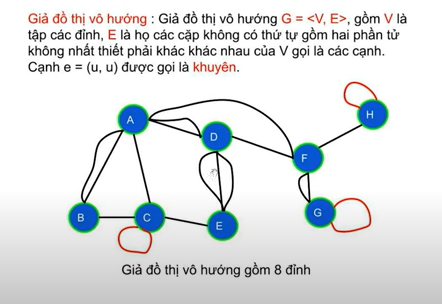 Giả đồ thị vô hướng : Giả đồ thị vô hướng G = <V, E>, gồm V là
tập các đỉnh, E là họ các cặp không có thứ tự gồm hai phần tử
không nhất thiết phải khác khác nhau của V gọi là các cạnh.
Cạnh e = (u, u) được gọi là khuyên.
H
A
D
F
B
C
E
G
Giả đồ thị vô hướng gồm 8 đỉnh